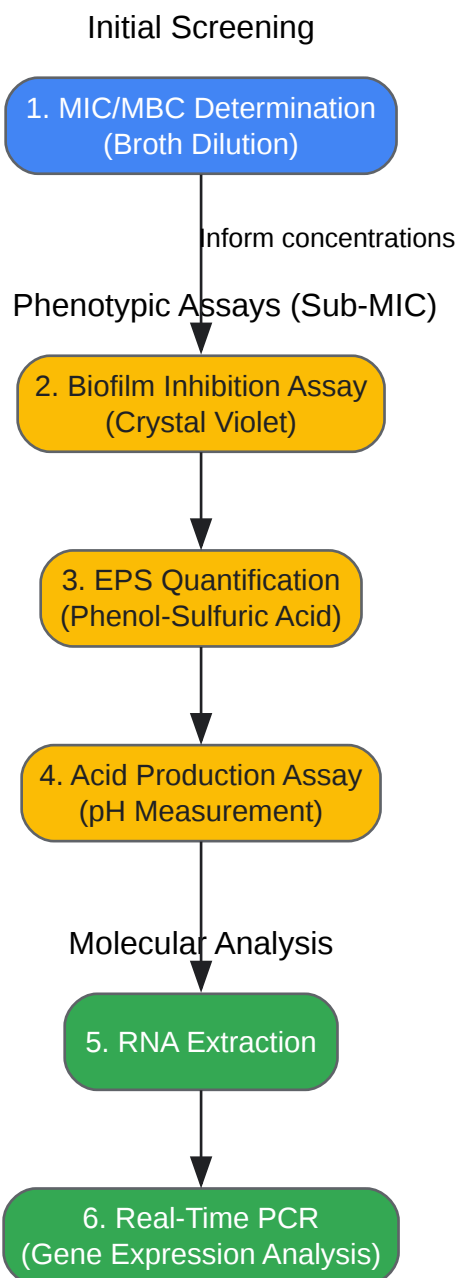 Initial Screening
1. MIC/MBC Determination
(Broth Dilution)
Inform concentrations
Phenotypic Assays (Sub-MIC)
2. Biofilm Inhibition Assay
(Crystal Violet)
3. EPS Quantification
(Phenol-Sulfuric Acid)
4. Acid Production Assay
(pH Measurement)
Molecular Analysis
5. RNA Extraction
6. Real-Time PCR
(Gene Expression Analysis)